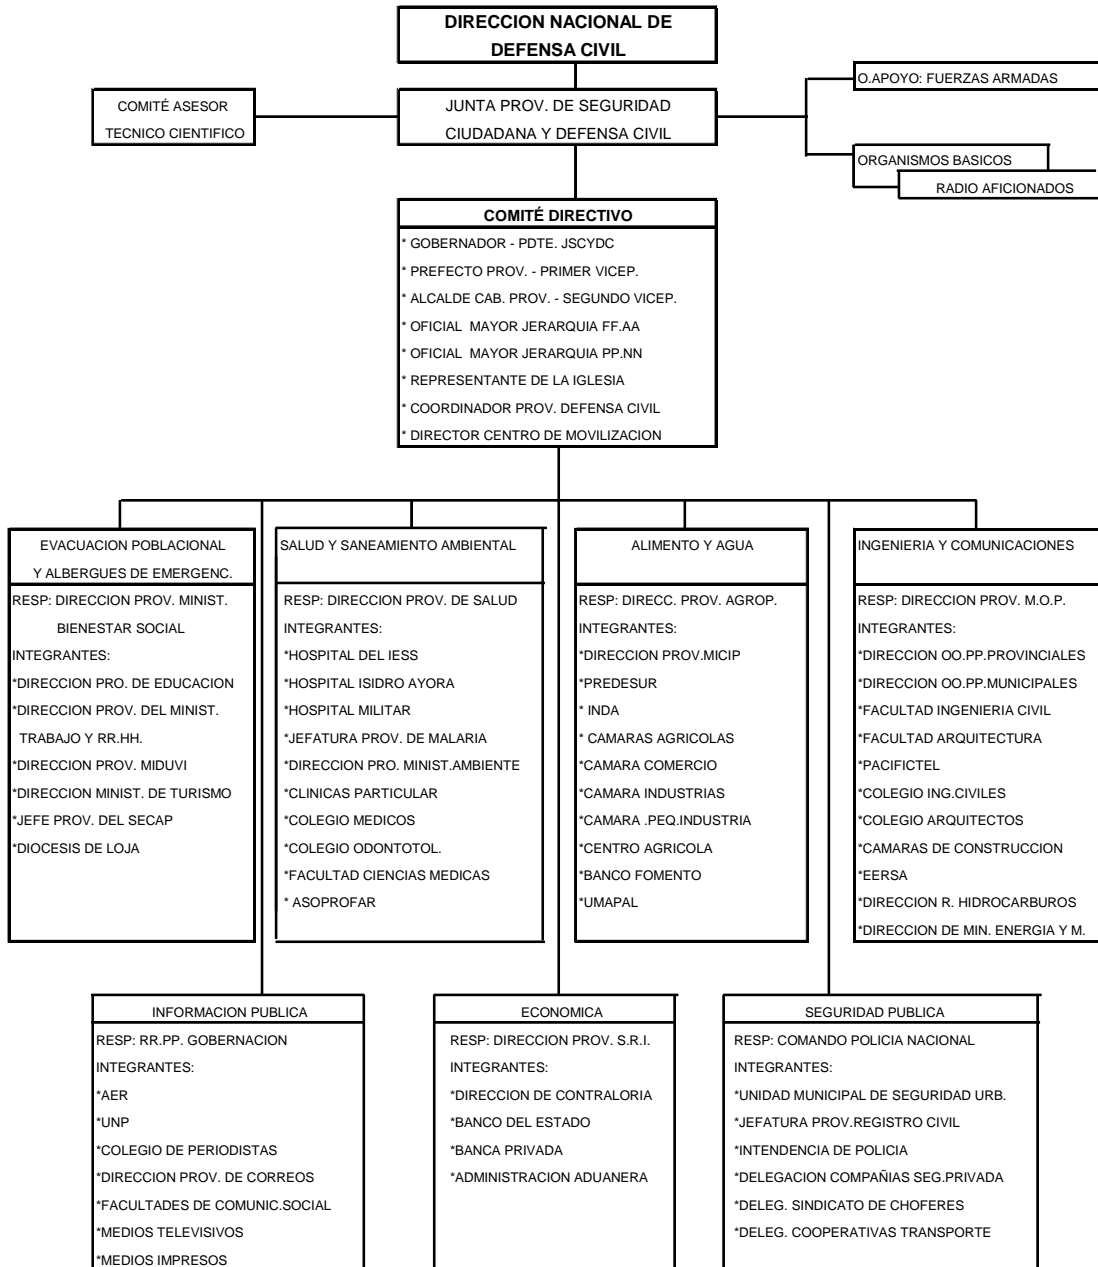 DIRECCION NACIONAL DE
DEFENSA CIVIL
O.APOYO: FUERZAS ARMADAS
COMITÉ ASESOR
TECNICO CIENTIFICO
JUNTA PROV. DE SEGURIDAD
CIUDADANA Y DEFENSA CIVIL
ORGANISMOS BASICOS
RADIO AFICIONADOS
COMITÉ DIRECTIVO
* GOBERNADOR - PDTE. JSCYDC
* PREFECTO PROV. - PRIMER VICEP.
* ALCALDE CAB. PROV. - SEGUNDO VICEP.
* OFICIAL  MAYOR JERARQUIA FF.AA
* OFICIAL  MAYOR JERARQUIA PP.NN
* REPRESENTANTE DE LA IGLESIA
* COORDINADOR PROV. DEFENSA CIVIL
* DIRECTOR CENTRO DE MOVILIZACION
EVACUACION POBLACIONAL
Y ALBERGUES DE EMERGENC.
RESP: DIRECCION PROV. MINIST.
BIENESTAR SOCIAL
INTEGRANTES:
*DIRECCION PRO. DE EDUCACION
*DIRECCION PROV. DEL MINIST.
TRABAJO Y RR.HH.
*DIRECCION PROV. MIDUVI
*DIRECCION MINIST. DE TURISMO
*JEFE PROV. DEL SECAP
*DIOCESIS DE LOJA
SALUD Y SANEAMIENTO AMBIENTAL
RESP: DIRECCION PROV. DE SALUD
INTEGRANTES:
*HOSPITAL DEL IESS
*HOSPITAL ISIDRO AYORA
*HOSPITAL MILITAR
*JEFATURA PROV. DE MALARIA
*DIRECCION PRO. MINIST.AMBIENTE
*CLINICAS PARTICULAR
*COLEGIO MEDICOS
*COLEGIO ODONTOTOL.
*FACULTAD CIENCIAS MEDICAS
* ASOPROFAR
ALIMENTO Y AGUA
RESP: DIRECC. PROV. AGROP.
INTEGRANTES:
*DIRECCION PROV.MICIP
*PREDESUR
* INDA
* CAMARAS AGRICOLAS
*CAMARA COMERCIO
*CAMARA INDUSTRIAS
*CAMARA .PEQ.INDUSTRIA
*CENTRO AGRICOLA
*BANCO FOMENTO
*UMAPAL
INGENIERIA Y COMUNICACIONES
RESP: DIRECCION PROV. M.O.P.
INTEGRANTES:
*DIRECCION OO.PP.PROVINCIALES
*DIRECCION OO.PP.MUNICIPALES
*FACULTAD INGENIERIA CIVIL
*FACULTAD ARQUITECTURA
*PACIFICTEL
*COLEGIO ING.CIVILES
*COLEGIO ARQUITECTOS
*CAMARAS DE CONSTRUCCION
*EERSA
*DIRECCION R. HIDROCARBUROS
*DIRECCION DE MIN. ENERGIA Y M.
INFORMACION PUBLICA
RESP: RR.PP. GOBERNACION
INTEGRANTES:
*AER
*UNP
*COLEGIO DE PERIODISTAS
*DIRECCION PROV. DE CORREOS
*FACULTADES DE COMUNIC.SOCIAL
*MEDIOS TELEVISIVOS
*MEDIOS IMPRESOS
ECONOMICA
RESP: DIRECCION PROV. S.R.I.
INTEGRANTES:
*DIRECCION DE CONTRALORIA
*BANCO DEL ESTADO
*BANCA PRIVADA
*ADMINISTRACION ADUANERA
SEGURIDAD PUBLICA
RESP: COMANDO POLICIA NACIONAL
INTEGRANTES:
*UNIDAD MUNICIPAL DE SEGURIDAD URB.
*JEFATURA PROV.REGISTRO CIVIL
*INTENDENCIA DE POLICIA
*DELEGACION COMPAÑIAS SEG.PRIVADA
*DELEG. SINDICATO DE CHOFERES
*DELEG. COOPERATIVAS TRANSPORTE